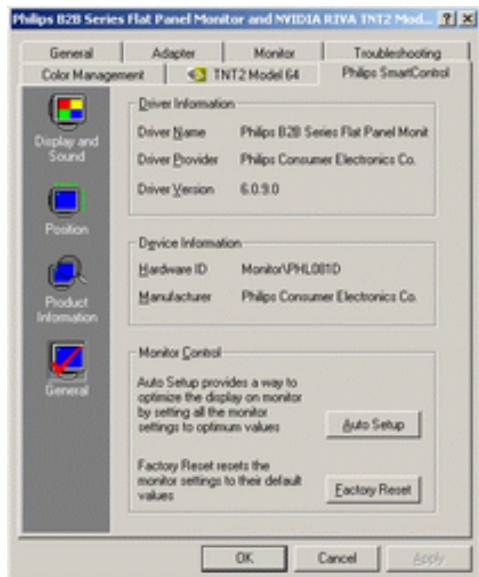 Philips B2B Series Flat Panel Monitor and NVIDIA RIVA TNT2 Mod...
General Adapter Monitor Troubleshooting
Color Management TNT2 Model 64 Philips SmartControl
Display and
Sound
Position
Product
Information
General
Driver Information
Driver Name Philips B2B Series Flat Panel Monit
Driver Provider Philips Consumer Electronics Co.
Driver Version 6.0.9.0
Device Information
Hardware ID Monitor\PHL081D
Manufacturer Philips Consumer Electronics Co.
Monitor Control
Auto Setup provides a way to
optimize the display on monitor
by setting all the monitor
settings to optimum values
Auto Setup
Factory Reset resets the
monitor settings to their default
values
Factory Reset
OK Cancel Apply